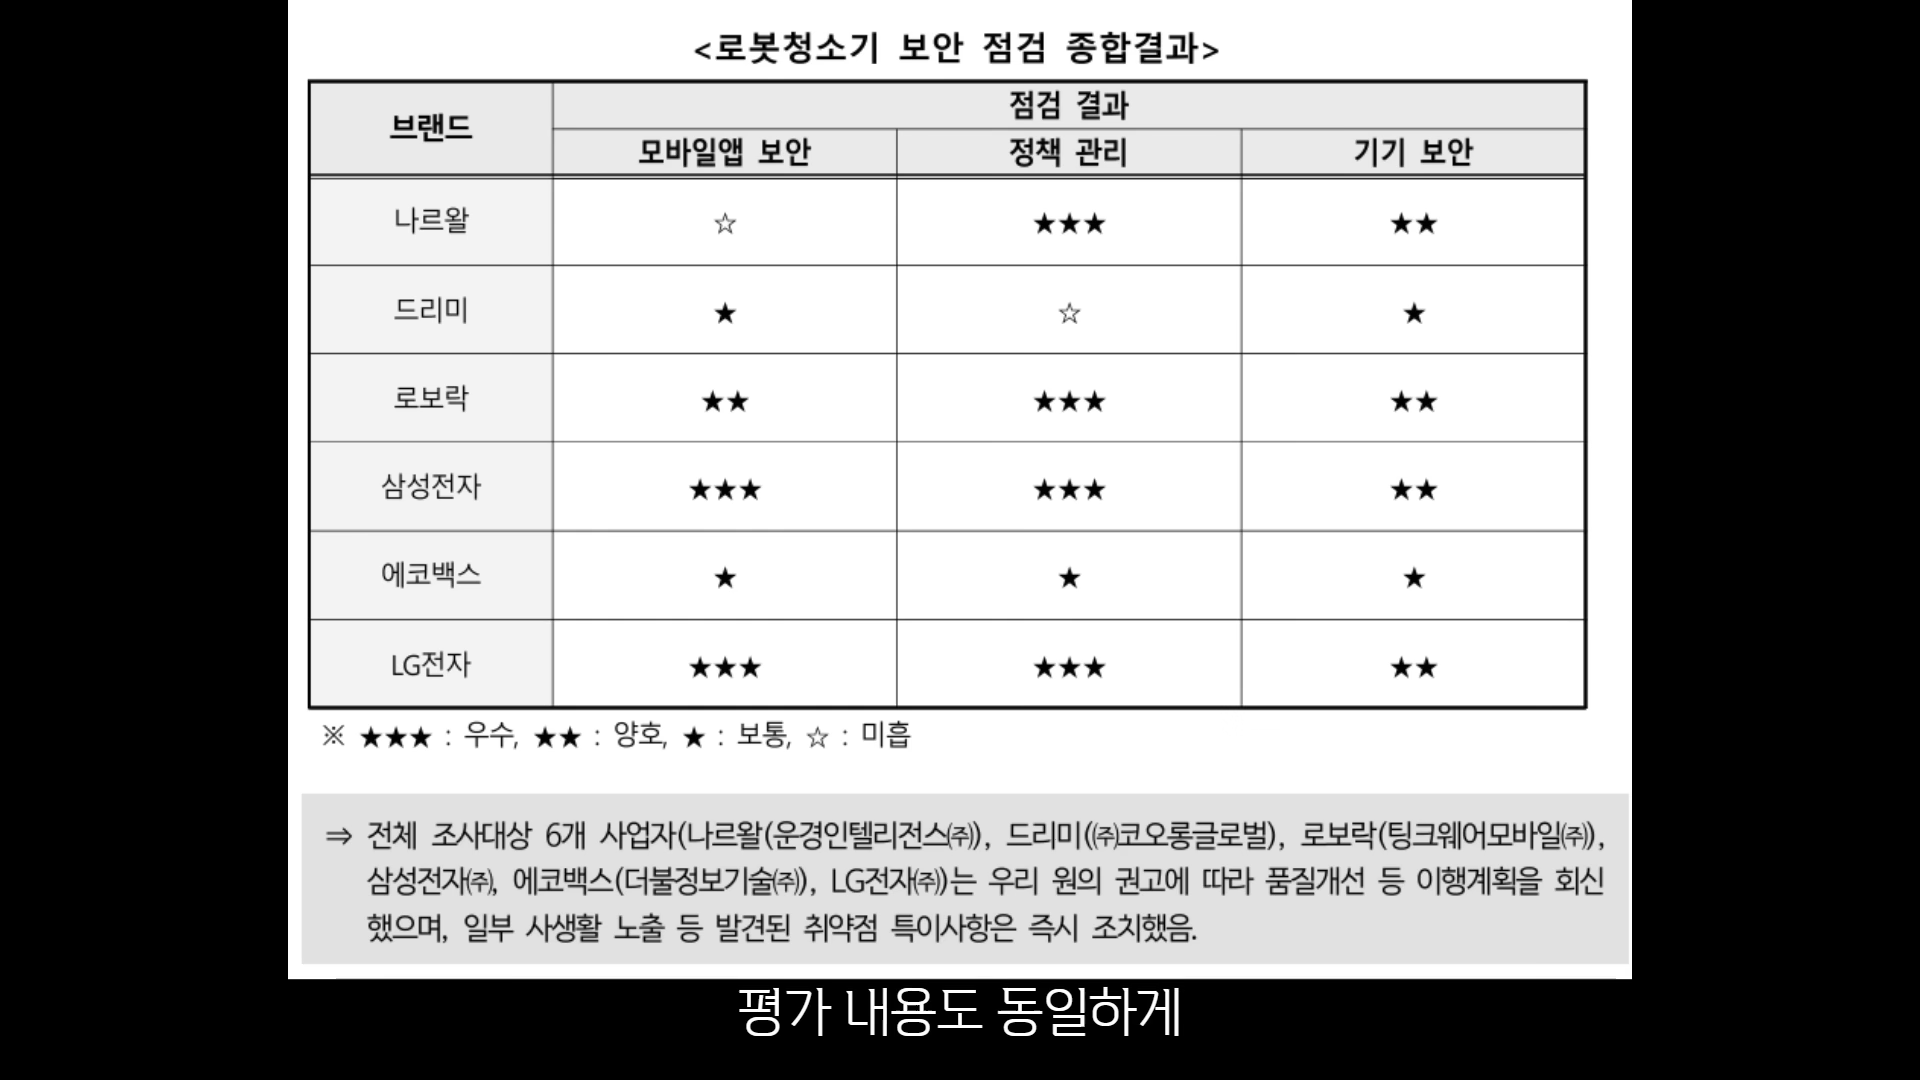 <로봇청소기 보안 점검 종합결과>
브랜드 점검 결과
모바일앱 보안 정책 관리 기기 보안
나르왈 ☆ ★★★ ★★
드리미 ★ ☆ ★
로보락 ★★ ★★★ ★★
삼성전자 ★★★ ★★★ ★★
에코백스 ★ ★ ★
LG전자 ★★★ ★★★ ★★
※ ★★★ : 우수, ★★ : 양호, ★ : 보통, ☆ : 미흡
⇒ 전체 조사대상 6개 사업자(나르왈(운경인텔리전스㈜), 드리미(㈜코오롱글로벌), 로보락(팅크웨어모바일㈜),
삼성전자㈜, 에코백스(더불정보기술㈜), LG전자㈜)는 우리 원의 권고에 따라 품질개선 등 이행계획을 회신
했으며, 일부 사생활 노출 등 발견된 취약점 특이사항은 즉시 조치했음.
평가 내용도 동일하게